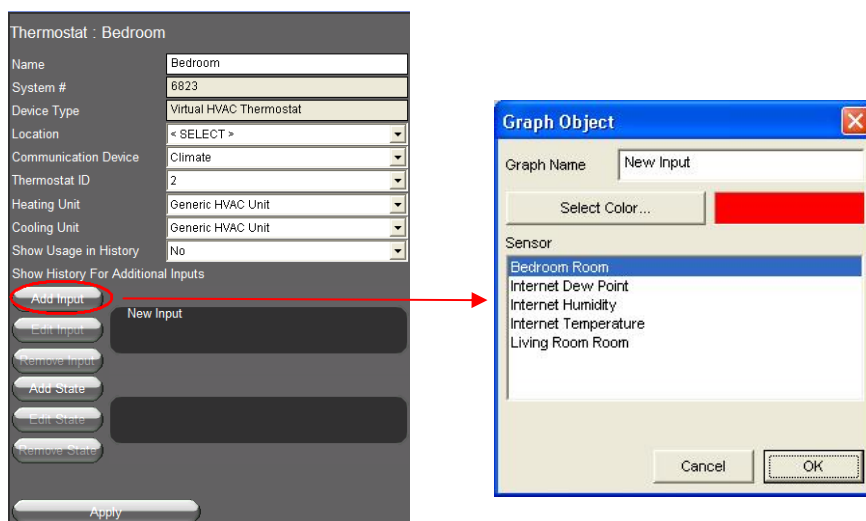 Thermostat : Bedroom
Name Bedroom
System # 6823
Device Type Virtual HVAC Thermostat
Location < SELECT >
Communication Device Climate
Thermostat ID 2
Heating Unit Generic HVAC Unit
Cooling Unit Generic HVAC Unit
Show Usage in History No
Show History For Additional Inputs
Add Input
New Input
Edit Input
Remove Input
Add State
Edit State
Remove State
Apply
Graph Object
Graph Name New Input
Select Color...
Sensor
Bedroom Room
Internet Dew Point
Internet Humidity
Internet Temperature
Living Room Room
Cancel OK